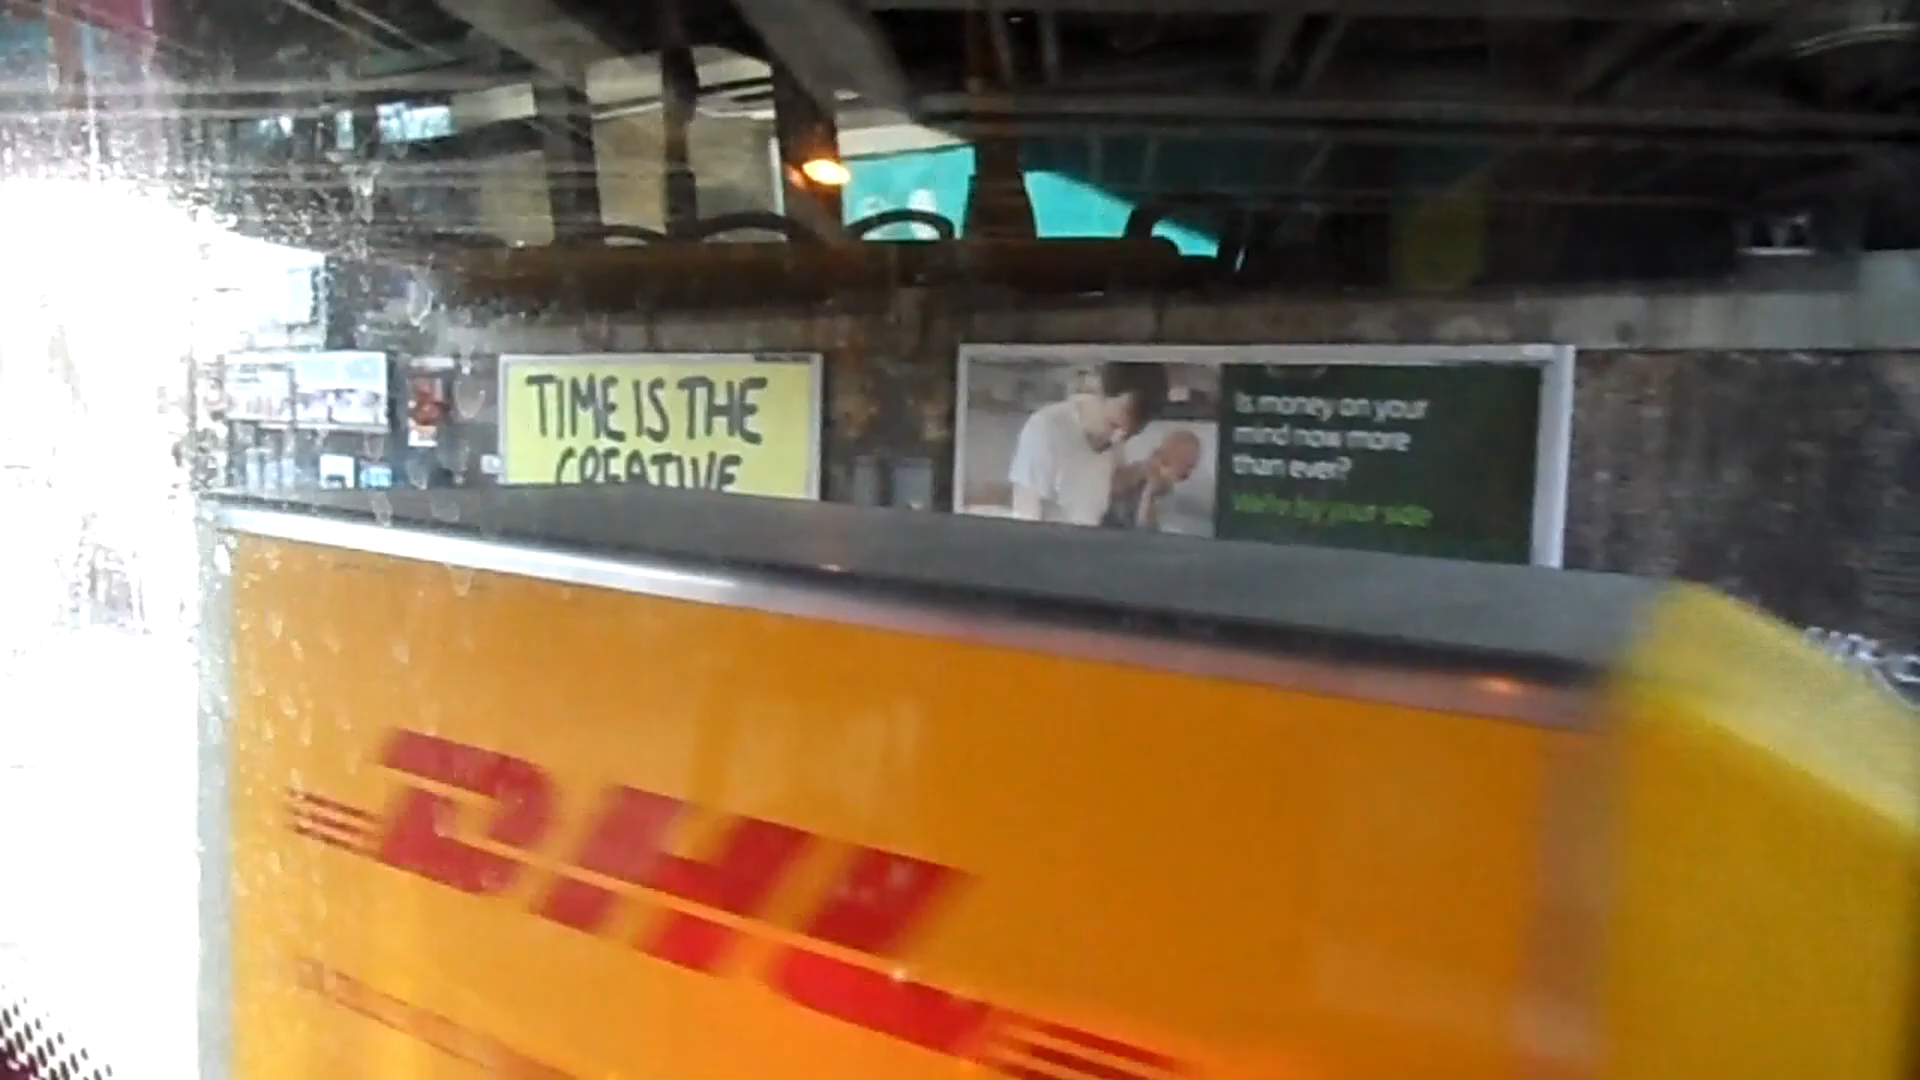 TIME IS THE
CREATIVE
Is money on your
mind now more
than ever?
We're by your side
DHL